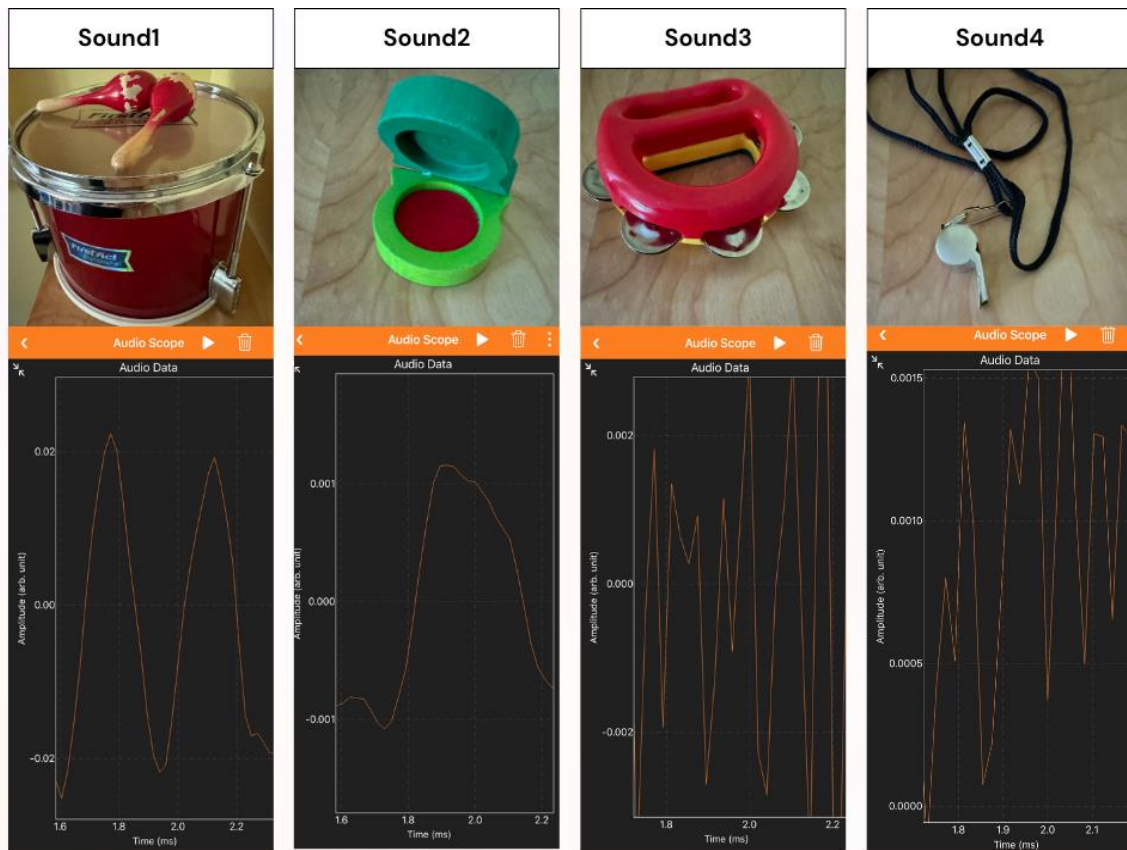 Sound1
Sound2
Sound3
Sound4
First Act
First Act
Audio Scope
Audio Scope
Audio Scope
Audio Scope
Audio Data
Audio Data
Audio Data
Audio Data
Amplitude (arb. unit)
0.02
0.00
-0.02
1.6 1.8 2.0 2.2
Time (ms)
Amplitude (arb. unit)
0.001
0.000
-0.001
1.6 1.8 2.0 2.2
Time (ms)
Amplitude (arb. unit)
0.002
0.000
-0.002
1.8 2.0 2.2
Time (ms)
Amplitude (arb. unit)
0.0015
0.0010
0.0005
0.0000
1.8 1.9 2.0 2.1
Time (ms)